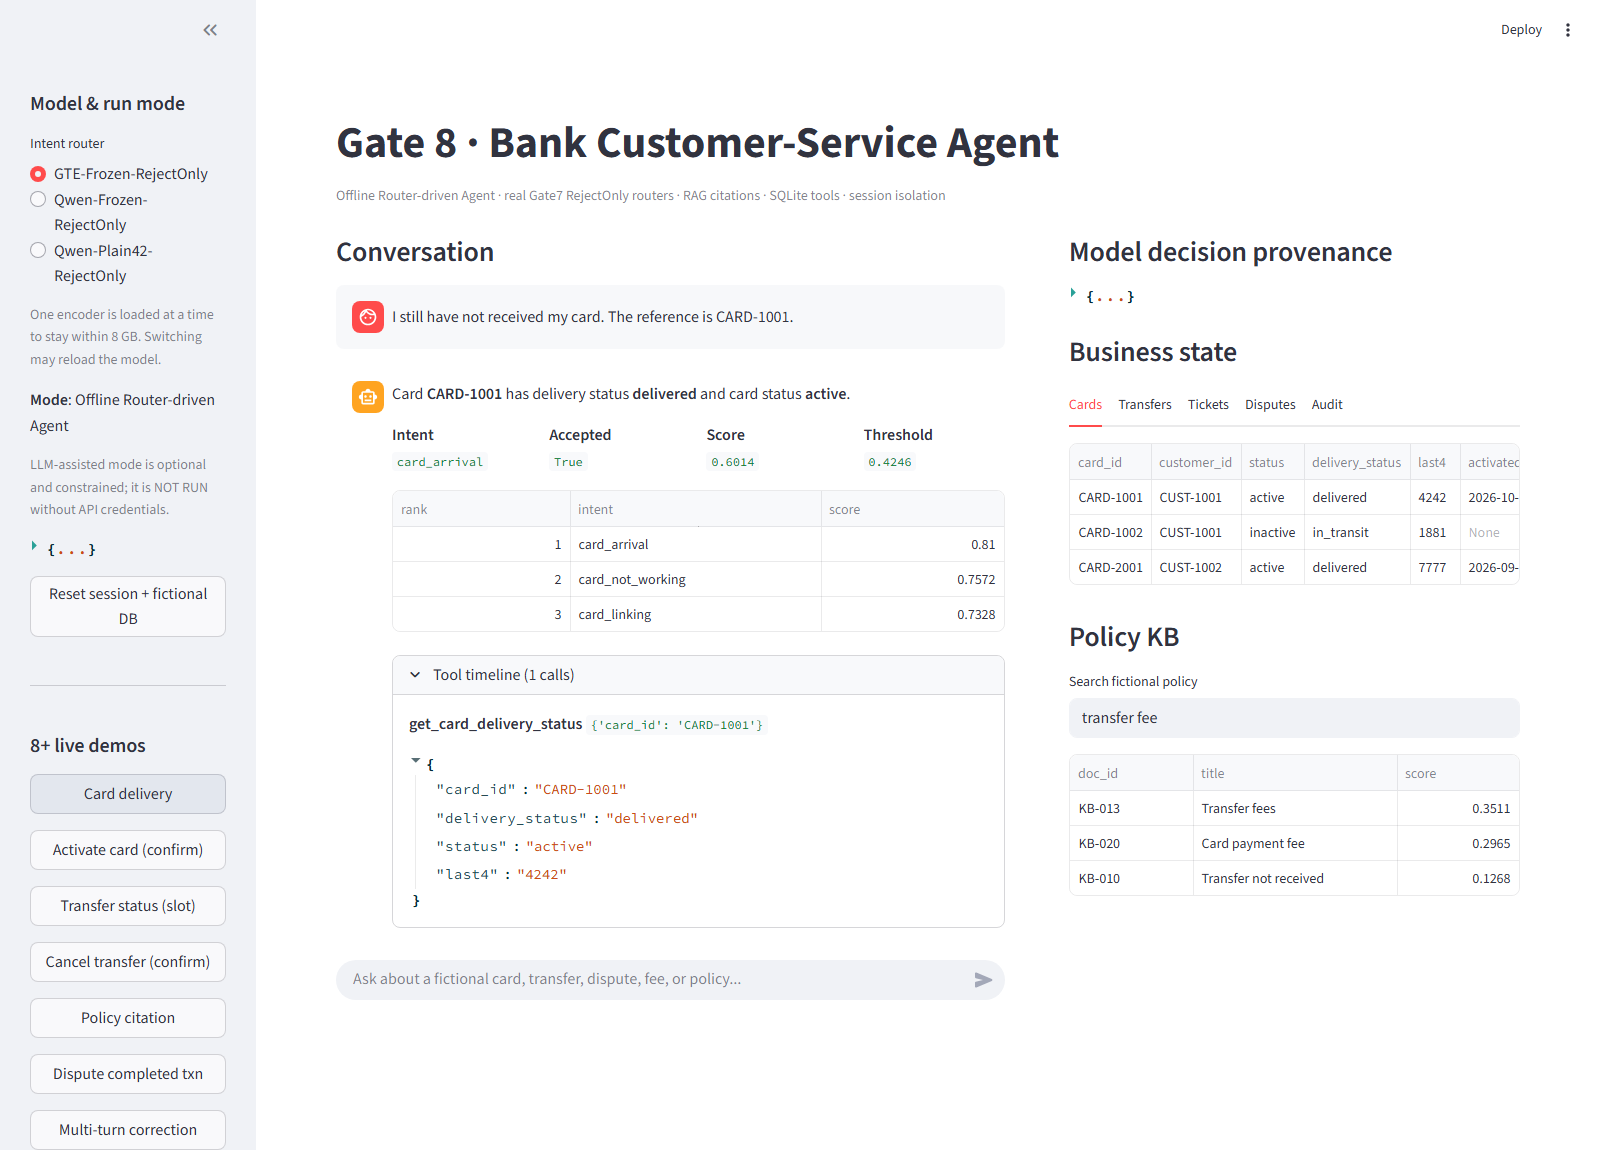 Deploy
Model & run mode
Intent router
GTE-Frozen-RejectOnly
Qwen-Frozen-
RejectOnly
Qwen-Plain42-
RejectOnly
One encoder is loaded at a time
to stay within 8 GB. Switching
may reload the model.
Mode: Offline Router-driven
Agent
LLM-assisted mode is optional
and constrained; it is NOT RUN
without API credentials.
{...}
Reset session + fictional
DB
8+ live demos
Card delivery
Activate card (confirm)
Transfer status (slot)
Cancel transfer (confirm)
Policy citation
Dispute completed txn
Multi-turn correction
Gate 8 · Bank Customer-Service Agent
Offline Router-driven Agent · real Gate7 RejectOnly routers · RAG citations · SQLite tools · session isolation
Conversation
I still have not received my card. The reference is CARD-1001.
Card CARD-1001 has delivery status delivered and card status active.
Intent Accepted Score Threshold
card_arrival True 0.6014 0.4246
rank intent score
1 card_arrival 0.81
2 card_not_working 0.7572
3 card_linking 0.7328
Tool timeline (1 calls)
get_card_delivery_status {'card_id': 'CARD-1001'}
{
"card_id" : "CARD-1001"
"delivery_status" : "delivered"
"status" : "active"
"last4" : "4242"
}
Ask about a fictional card, transfer, dispute, fee, or policy...
Model decision provenance
{...}
Business state
Cards Transfers Tickets Disputes Audit
card_id customer_id status delivery_status last4 activated
CARD-1001 CUST-1001 active delivered 4242 2026-10-
CARD-1002 CUST-1001 inactive in_transit 1881 None
CARD-2001 CUST-1002 active delivered 7777 2026-09-
Policy KB
Search fictional policy
transfer fee
doc_id title score
KB-013 Transfer fees 0.3511
KB-020 Card payment fee 0.2965
KB-010 Transfer not received 0.1268